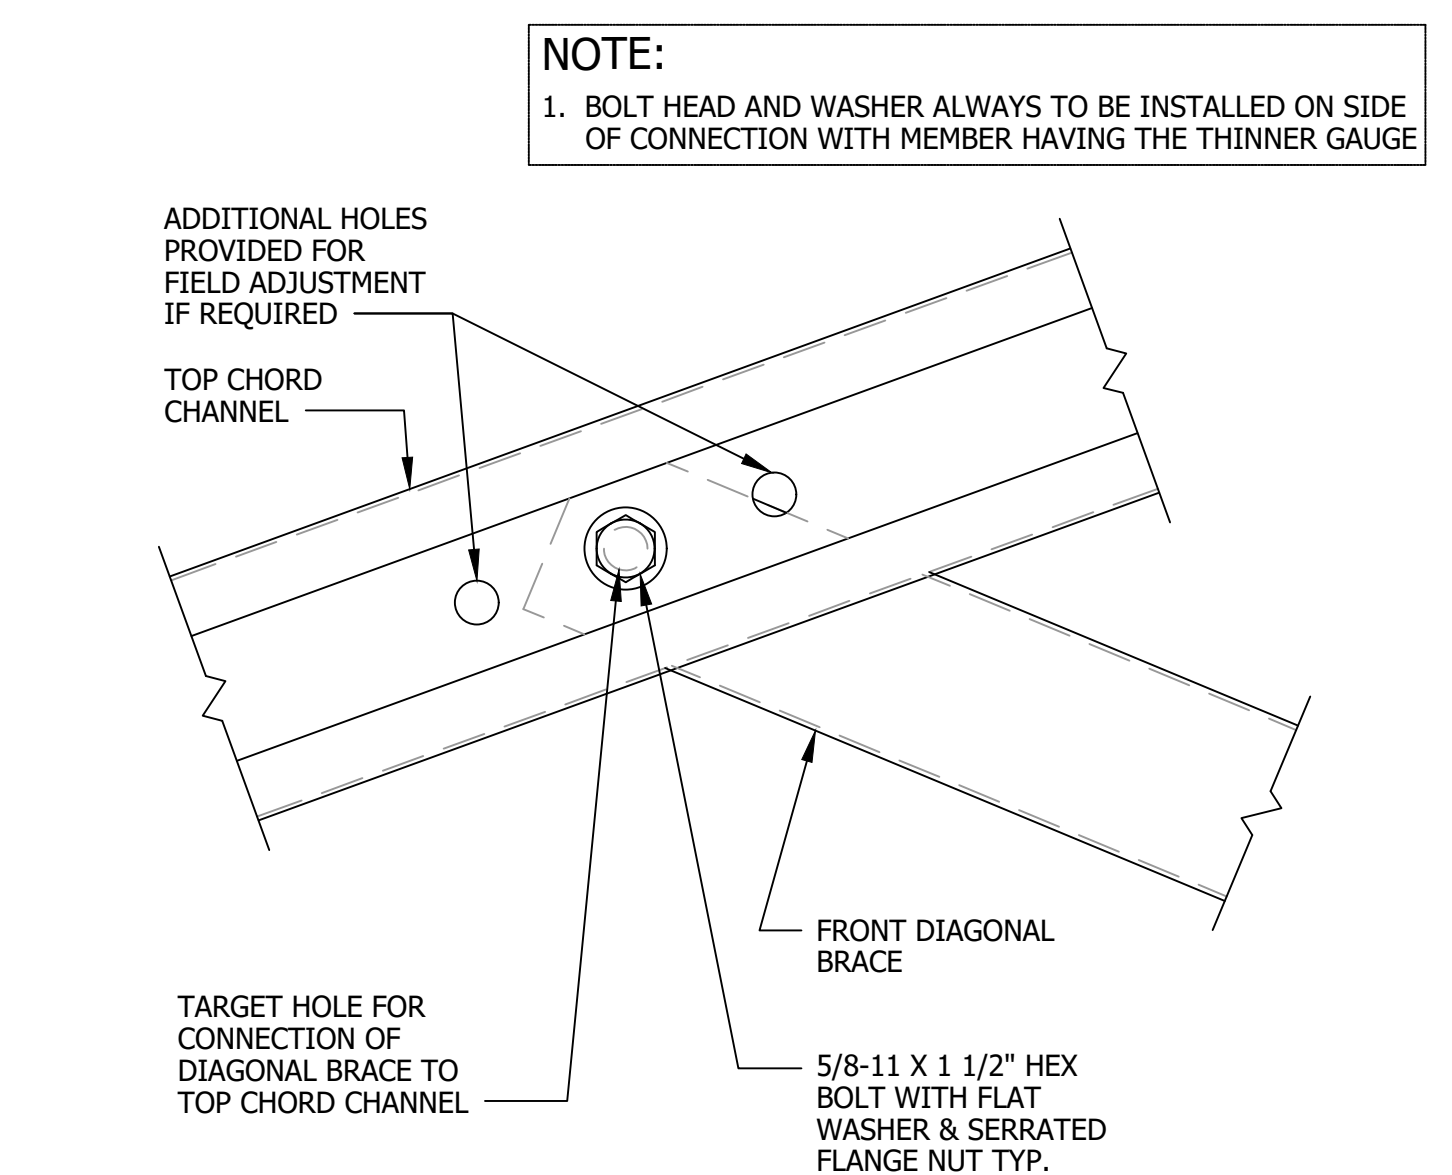 NOTE:
1. BOLT HEAD AND WASHER ALWAYS TO BE INSTALLED ON SIDE
OF CONNECTION WITH MEMBER HAVING THE THINNER GAUGE
ADDITIONAL HOLES
PROVIDED FOR
FIELD ADJUSTMENT
IF REQUIRED
TOP CHORD
CHANNEL
FRONT DIAGONAL
BRACE
TARGET HOLE FOR
CONNECTION OF
DIAGONAL BRACE TO
TOP CHORD CHANNEL
5/8-11 X 1 1/2" HEX
BOLT WITH FLAT
WASHER & SERRATED
FLANGE NUT TYP.